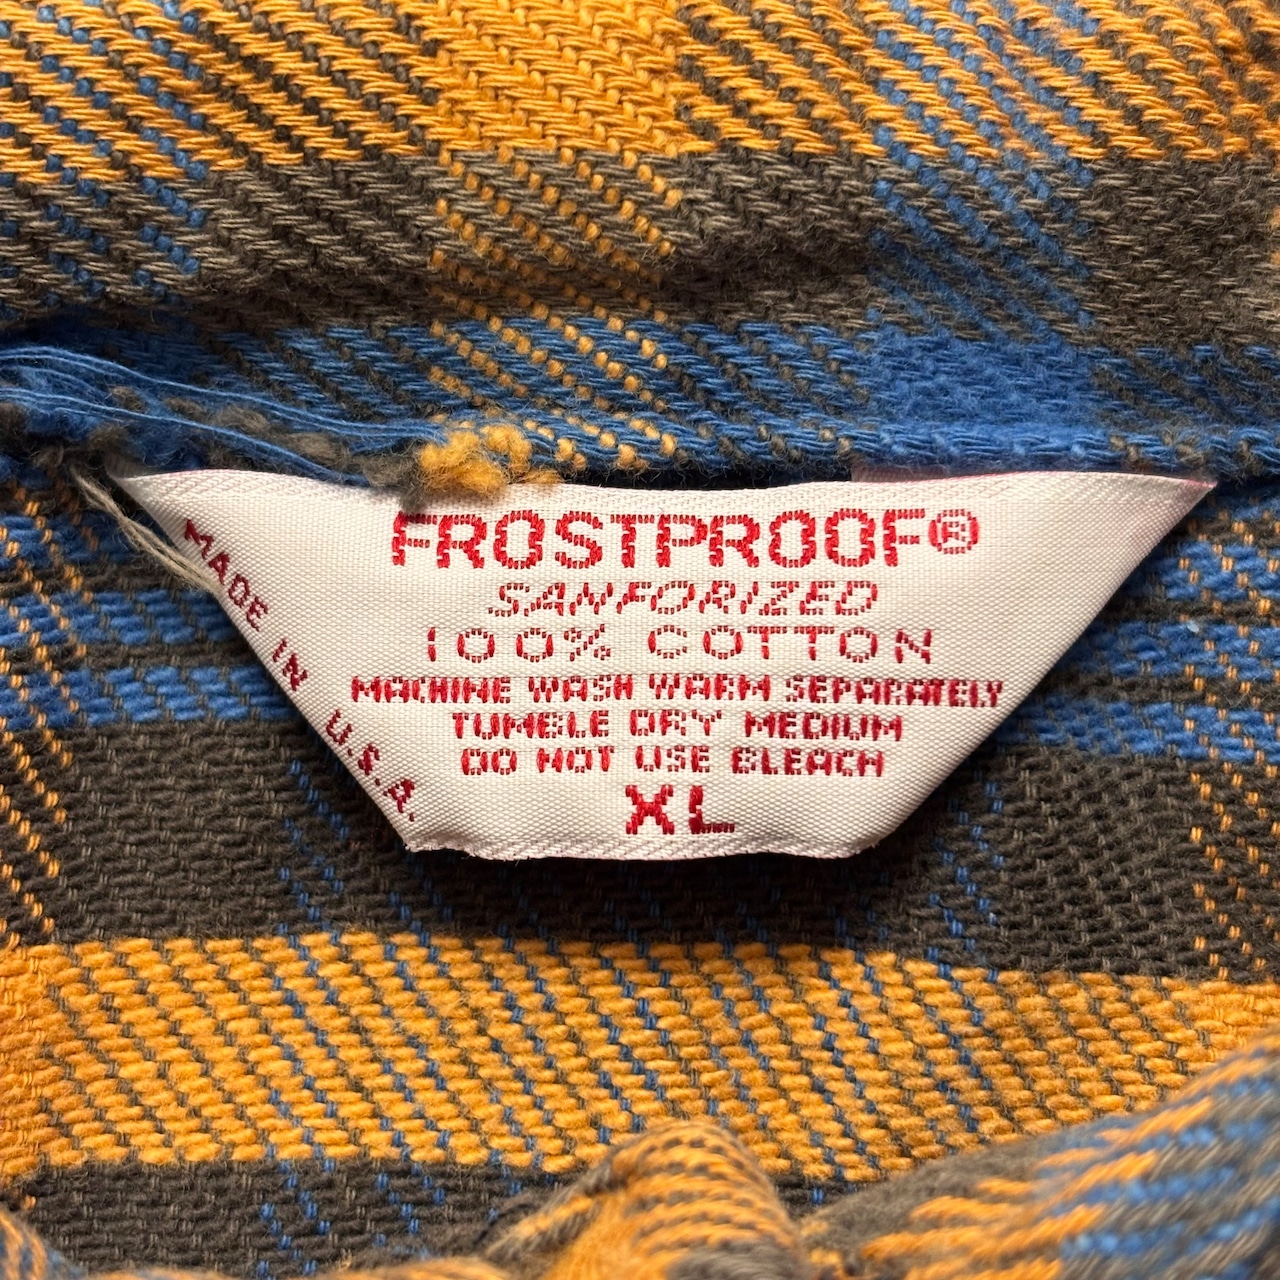 FROSTPROOF®
SANFORIZED
100% COTTON
MACHINE WASH WARM SEPARATELY
TUMBLE DRY MEDIUM
DO NOT USE BLEACH
XL
MADE IN U.S.A.